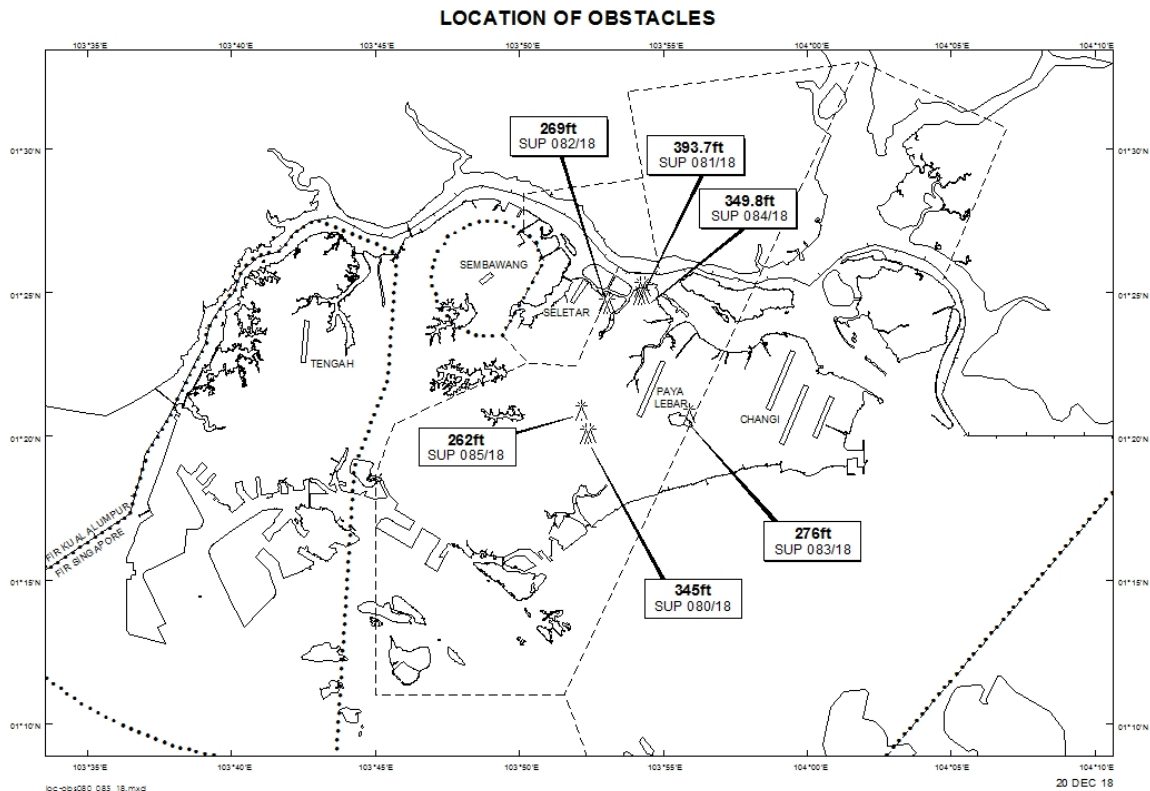 LOCATION OF OBSTACLES
103°35'E
103°40'E
103°45'E
103°50'E
103°55'E
104°00'E
104°05'E
104°10'E
01°30'N
01°30'N
269ft
SUP 082/18
393.7ft
SUP 081/18
349.8ft
SUP 084/18
SEMBAWANG
01°25'N
SELETAR
01°25'N
TENGAH
PAYA
LEBAR
CHANGI
01°20'N
262ft
SUP 085/18
01°20'N
FIR KUALALUMPUR
FIR SINGAPORE
276ft
SUP 083/18
01°15'N
345ft
SUP 080/18
01°15'N
01°10'N
01°10'N
103°35'E
103°40'E
103°45'E
103°50'E
103°55'E
104°00'E
104°05'E
104°10'E
loc-obs080_085_18.mxd
20 DEC 18